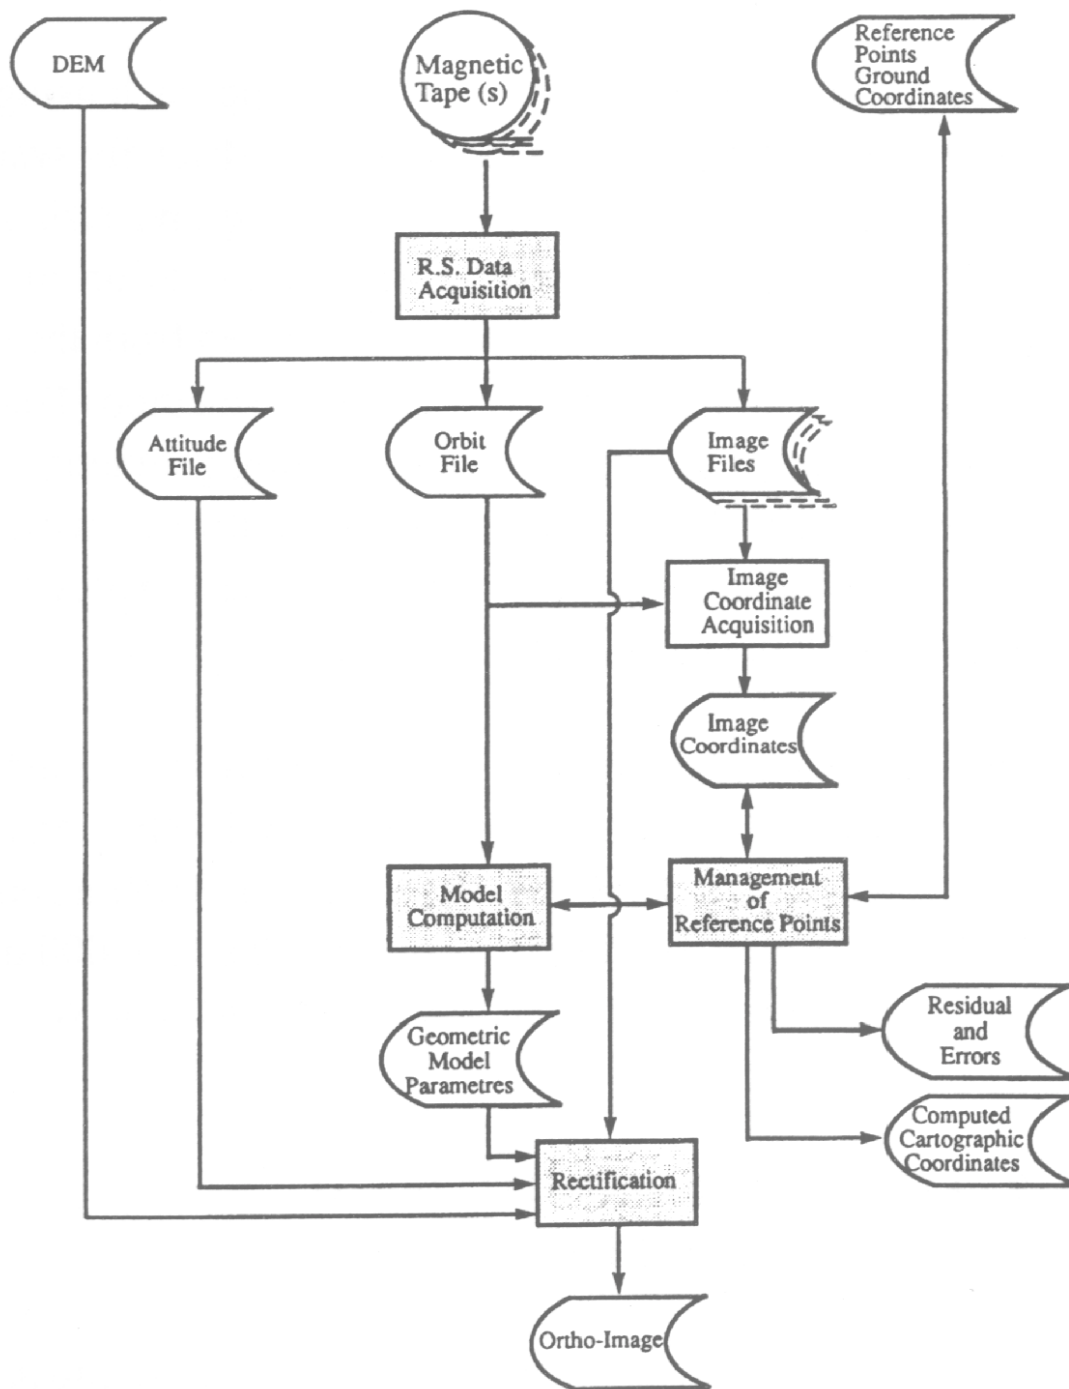 DEM
Magnetic
Tape (s)
Reference
Points
Ground
Coordinates
R.S. Data
Acquisition
Attitude
File
Orbit
File
Image
Files
Image
Coordinate
Acquisition
Image
Coordinates
Model
Computation
Management
of
Reference Points
Geometric
Model
Parametres
Residual
and
Errors
Computed
Cartographic
Coordinates
Rectification
Ortho-Image